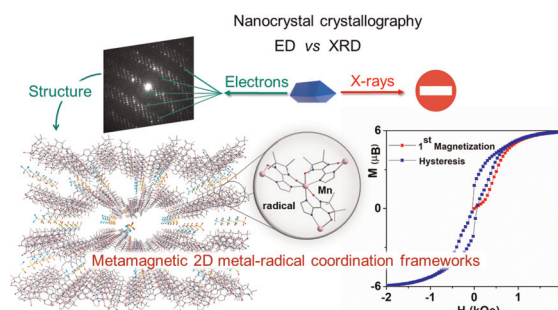 Nanocrystal crystallography
ED vs XRD
Electrons
X-rays
Structure
radical
Mn
Metamagnetic 2D metal-radical coordination frameworks
M (μB)
6
0
-6
1st Magnetization
Hysteresis
-2
-1
0
1
H (kOe)